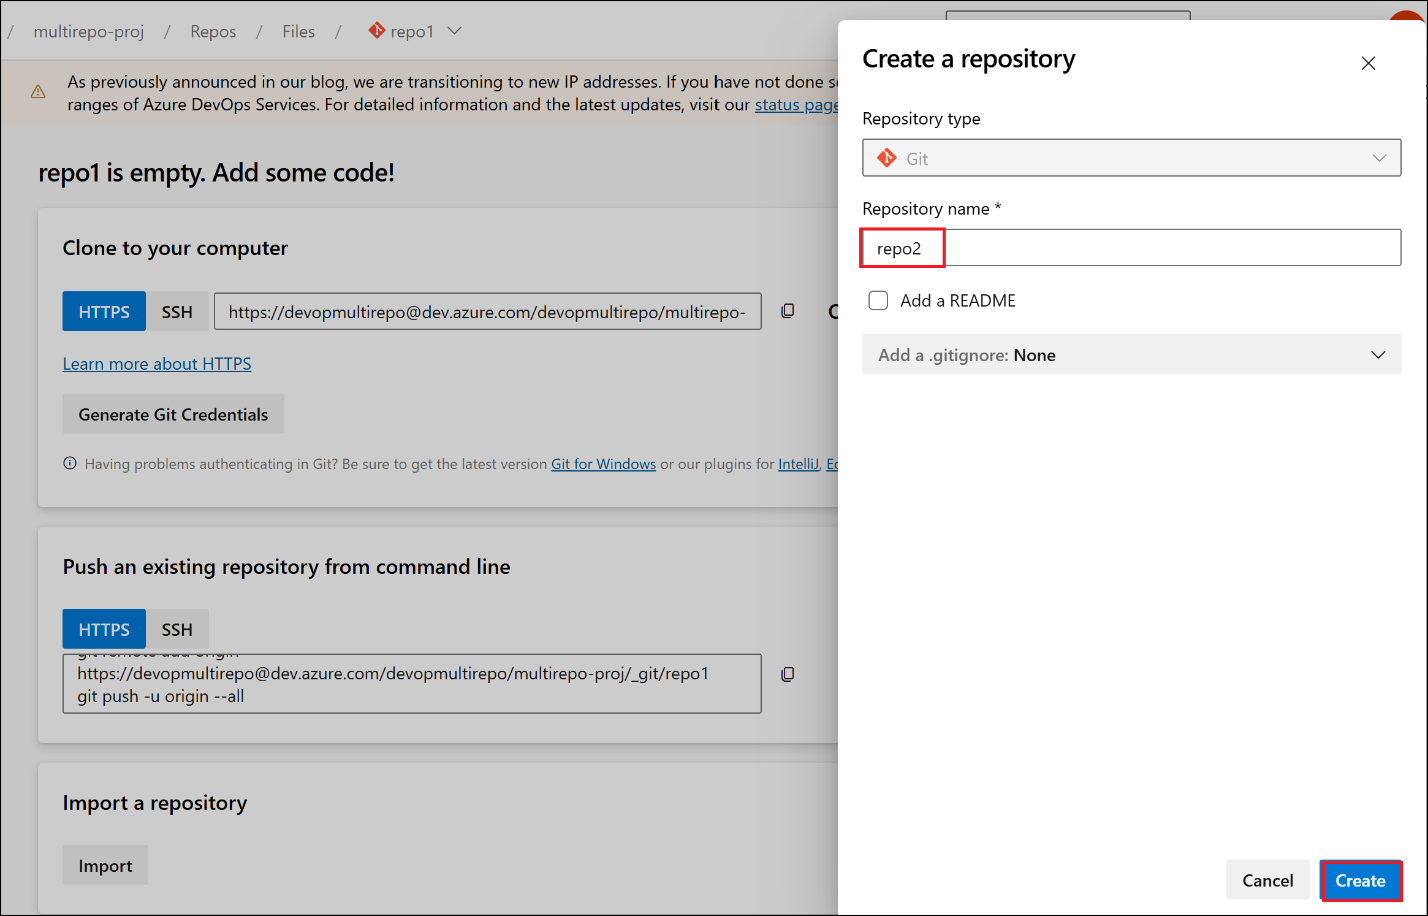 / multirepo-proj / Repos / Files / repo1
As previously announced in our blog, we are transitioning to new IP addresses. If you have not done
ranges of Azure DevOps Services. For detailed information and the latest updates, visit our status page
repo1 is empty. Add some code!
Clone to your computer
HTTPS SSH https://devopmultirepo@dev.azure.com/devopmultirepo/multirepo-
Learn more about HTTPS
Generate Git Credentials
Having problems authenticating in Git? Be sure to get the latest version Git for Windows or our plugins for IntelliJ,
Push an existing repository from command line
HTTPS SSH
git remote add origin
https://devopmultirepo@dev.azure.com/devopmultirepo/multirepo-proj/_git/repo1
git push -u origin --all
Import a repository
Import
Create a repository
Repository type
Git
Repository name *
repo2
Add a README
Add a .gitignore: None
Cancel Create